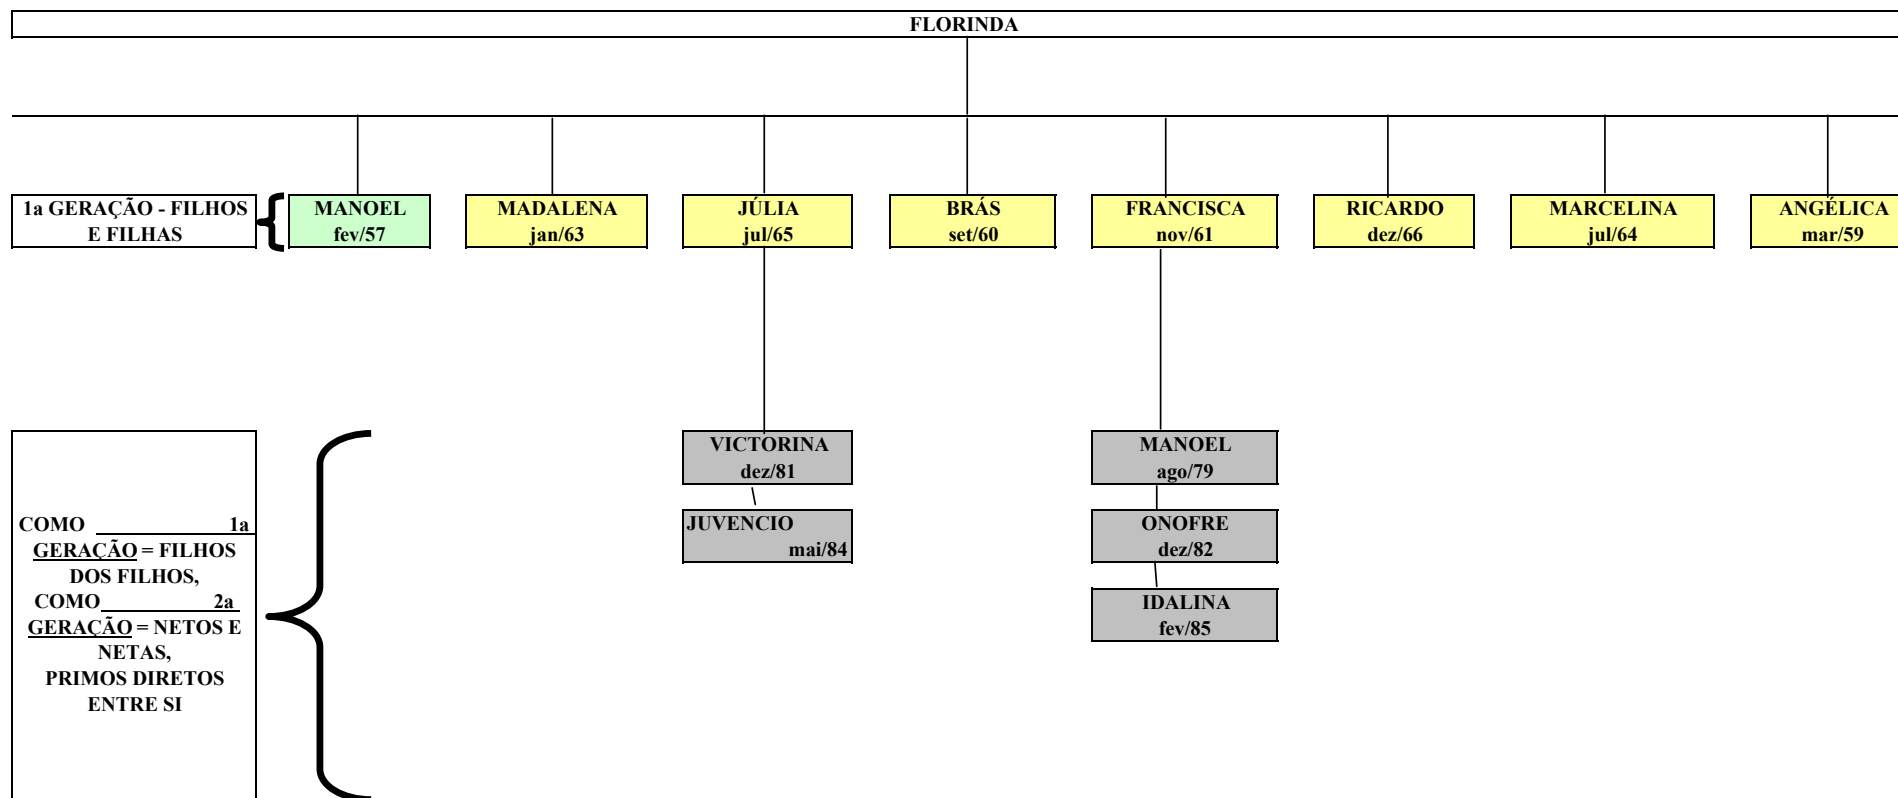 FLORINDA
1a GERAÇÃO - FILHOS
E FILHAS
MANOEL
fev/57
MADALENA
jan/63
JÚLIA
jul/65
BRÁS
set/60
FRANCISCA
nov/61
RICARDO
dez/66
MARCELINA
jul/64
ANGÉLICA
mar/59
COMO 1a
GERAÇÃO = FILHOS
DOS FILHOS,
COMO 2a
GERAÇÃO = NETOS E
NETAS,
PRIMOS DIRETOS
ENTRE SI
VICTORINA
dez/81
JUVENCIO
mai/84
MANOEL
ago/79
ONOFRE
dez/82
IDALINA
fev/85